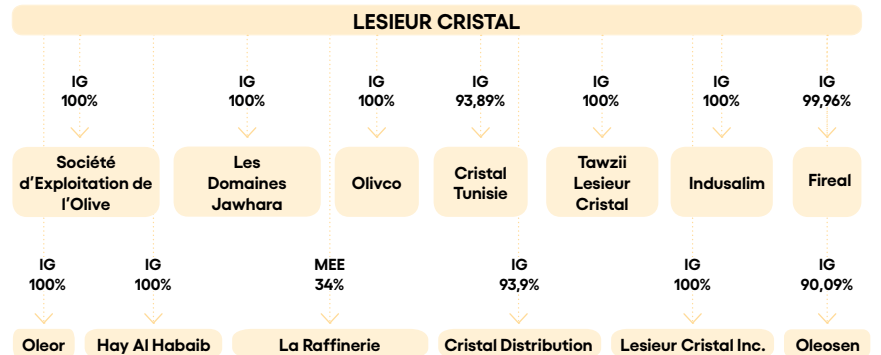 LESIEUR CRISTAL
IG
100%
IG
100%
IG
100%
IG
93,89%
IG
100%
IG
100%
IG
99,96%
Société
d’Exploitation de
l’Olive
Les
Domaines
Jawhara
Olivco
Cristal
Tunisie
Tawzii
Lesieur
Cristal
Indusalim
Fireal
IG
100%
IG
100%
MEE
34%
IG
93,9%
IG
100%
IG
90,09%
Oleor
Hay Al Habaib
La Raffinerie
Cristal Distribution
Lesieur Cristal Inc.
Oleosen